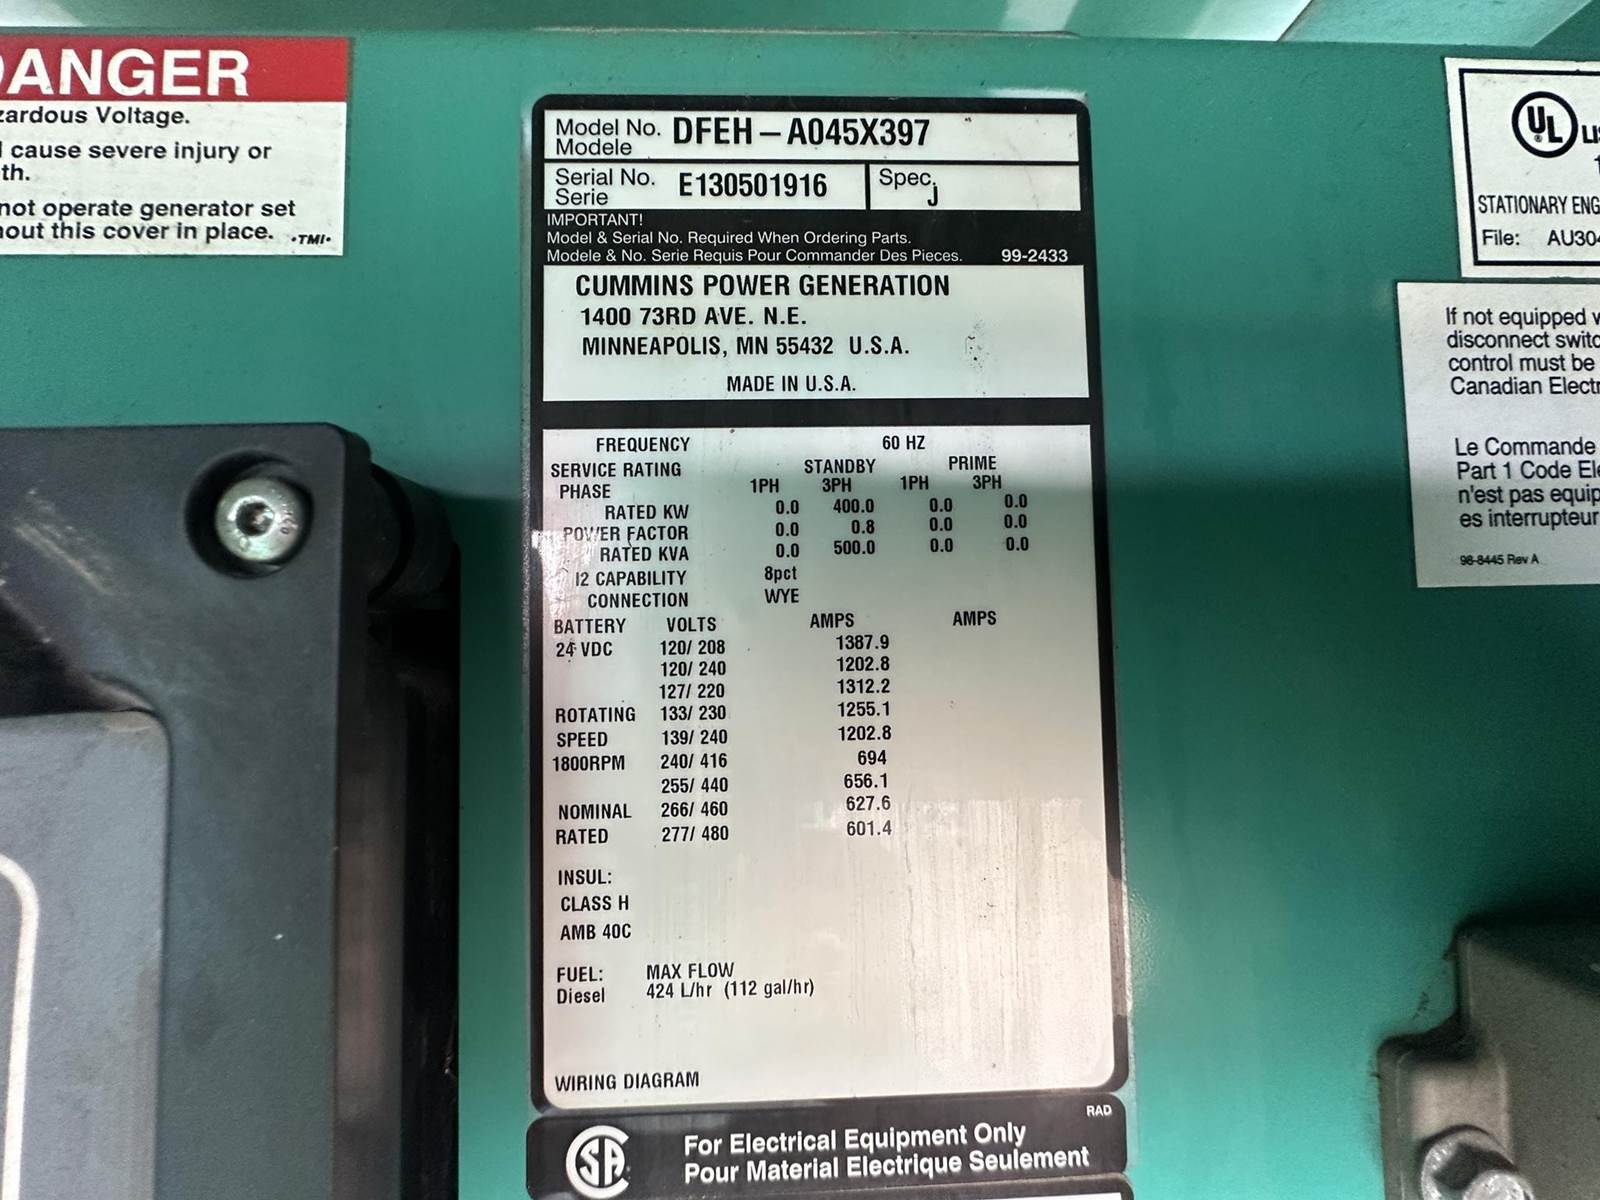 DANGER
zardous Voltage.
cause severe injury or
th.
not operate generator set
hout this cover in place. •TMI•
Model No. DFEH – A045X397
Modele
Serial No. E130501916 Spec. J
Serie
IMPORTANT!
Model & Serial No. Required When Ordering Parts.
Modele & No. Serie Requis Pour Commander Des Pieces. 99-2433
CUMMINS POWER GENERATION
1400 73RD AVE. N.E.
MINNEAPOLIS, MN 55432 U.S.A.
MADE IN U.S.A.
FREQUENCY 60 HZ
SERVICE RATING STANDBY PRIME
PHASE 1PH 3PH 1PH 3PH
RATED KW 0.0 400.0 0.0 0.0
POWER FACTOR 0.0 0.8 0.0 0.0
RATED KVA 0.0 500.0 0.0 0.0
I2 CAPABILITY 8pct
CONNECTION WYE
BATTERY VOLTS AMPS AMPS
24 VDC 120/ 208 1387.9
120/ 240 1202.8
127/ 220 1312.2
ROTATING 133/ 230 1255.1
SPEED 139/ 240 1202.8
1800RPM 240/ 416 694
255/ 440 656.1
NOMINAL 266/ 460 627.6
RATED 277/ 480 601.4
INSUL:
CLASS H
AMB 40C
FUEL: MAX FLOW
Diesel 424 L/hr (112 gal/hr)
WIRING DIAGRAM
RAD
SA For Electrical Equipment Only
Pour Material Electrique Seulement
UL
STATIONARY ENG
File: AU304
If not equipped
disconnect switc
control must be
Canadian Electr
Le Commande
Part 1 Code Ele
n'est pas equip
es interrupteur
98-8445 Rev A